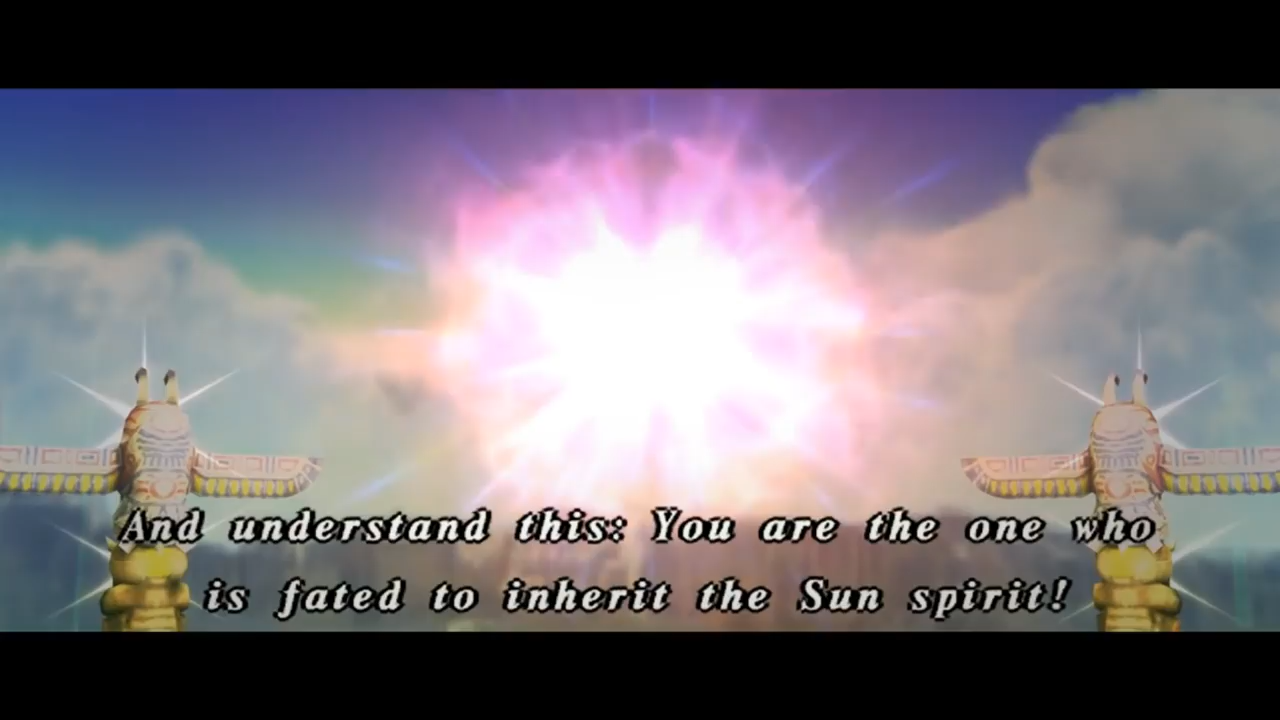 And understand this: You are the one who
is fated to inherit the Sun spirit!